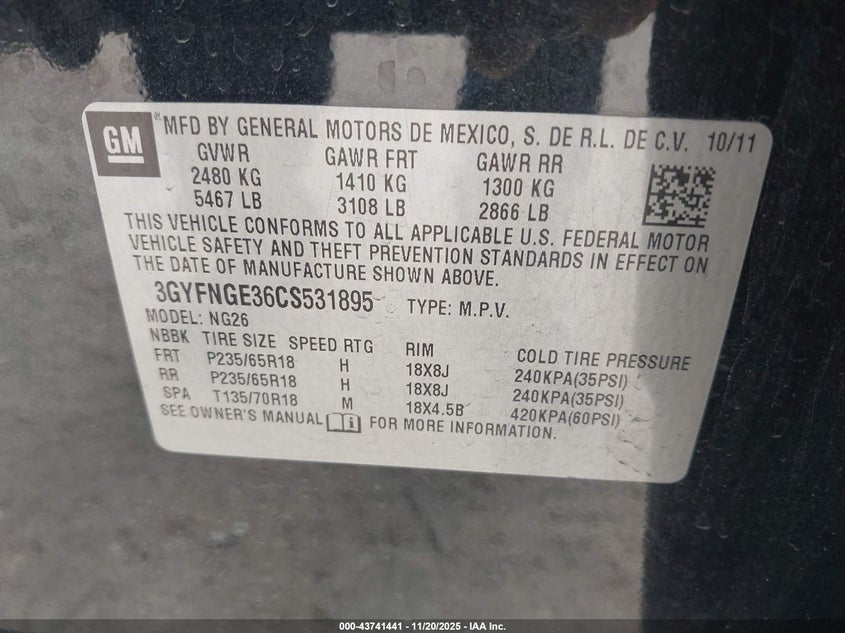 GM
® MFD BY GENERAL MOTORS DE MEXICO, S. DE R.L. DE C.V. 10/11
GVWR GAWR FRT GAWR RR
2480 KG 1410 KG 1300 KG
5467 LB 3108 LB 2866 LB
THIS VEHICLE CONFORMS TO ALL APPLICABLE U.S. FEDERAL MOTOR
VEHICLE SAFETY AND THEFT PREVENTION STANDARDS IN EFFECT ON
THE DATE OF MANUFACTURE SHOWN ABOVE.
3GYFNGE36CS531895 TYPE: M.P.V.
MODEL: NG26
NBBK TIRE SIZE SPEED RTG RIM COLD TIRE PRESSURE
FRT P235/65R18 H 18X8J 240KPA(35PSI)
RR P235/65R18 H 18X8J 240KPA(35PSI)
SPA T135/70R18 M 18X4.5B 420KPA(60PSI)
SEE OWNER'S MANUAL i FOR MORE INFORMATION.
000-43741441 - 11/20/2025 - IAA Inc.